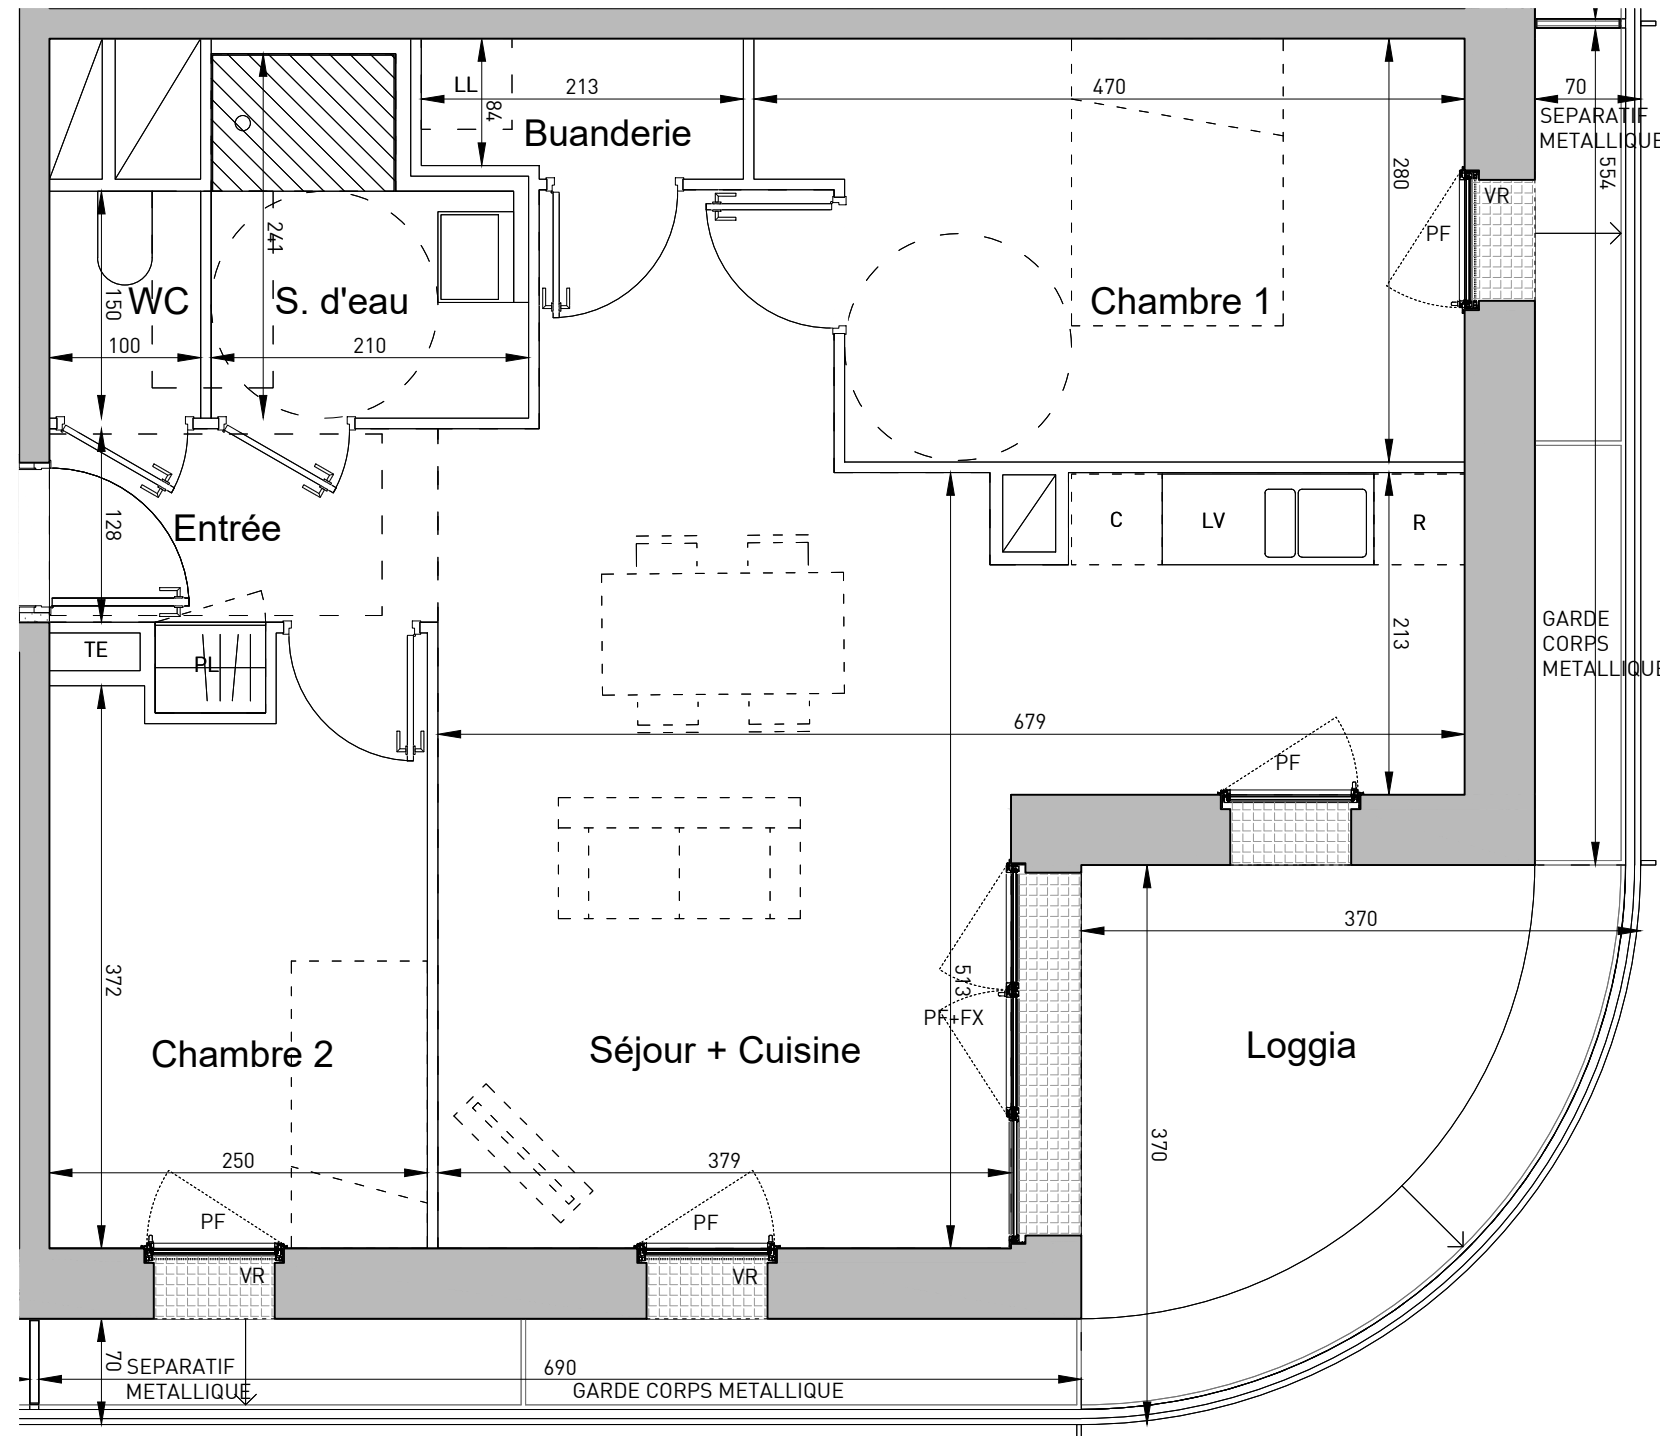 LL
213
84
Buanderie
470
70
SEPARATIF
METALLIQUE
280
554
VR
PF
241
WC
S. d'eau
150
Chambre 1
100
210
128
Entrée
C
LV
R
TE
PL
213
GARDE
CORPS
METALLIQUE
679
PF
370
372
513
PF+FX
Chambre 2
Séjour + Cuisine
Loggia
370
250
379
PF
PF
VR
VR
70
SEPARATIF
METALLIQUE
690
GARDE CORPS METALLIQUE